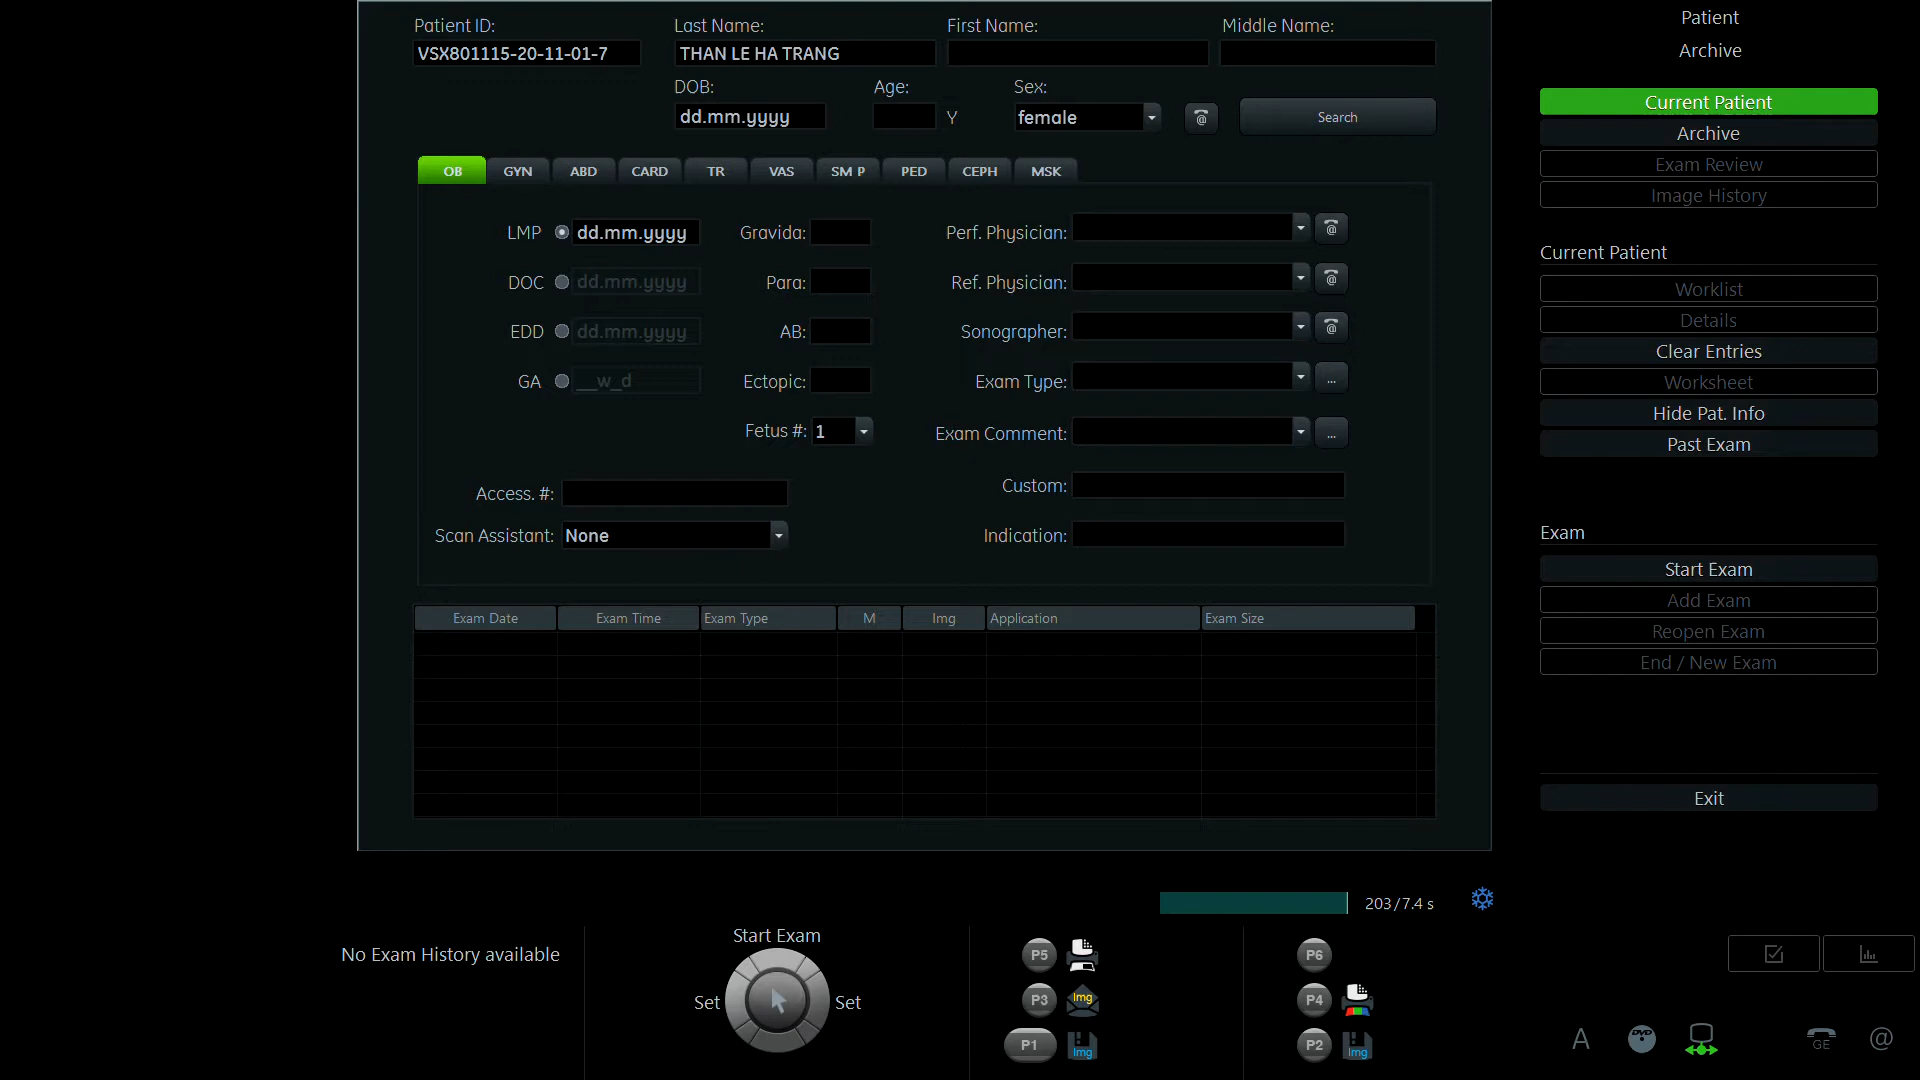 Patient ID: Last Name: First Name: Middle Name:
VSX801115-20-11-01-7 THAN LE HA TRANG
DOB: Age: Sex:
dd.mm.yyyy Y female @ Search
OB GYN ABD CARD TR VAS SM P PED CEPH MSK
LMP dd.mm.yyyy Gravida: Perf. Physician: @
DOC dd.mm.yyyy Para: Ref. Physician: @
EDD dd.mm.yyyy AB: Sonographer: @
GA __w_d Ectopic: Exam Type: ...
Fetus #: 1 Exam Comment: ...
Access. #: Custom:
Scan Assistant: None Indication:
Exam Date Exam Time Exam Type M Img Application Exam Size
Patient
Archive
Current Patient
Archive
Exam Review
Image History
Current Patient
Worklist
Details
Clear Entries
Worksheet
Hide Pat. Info
Past Exam
Exam
Start Exam
Add Exam
Reopen Exam
End / New Exam
Exit
203/7.4 s
No Exam History available
Start Exam
Set Set
P5 P6
P3 Img P4
P1 Img P2 Img
A DVD GE @